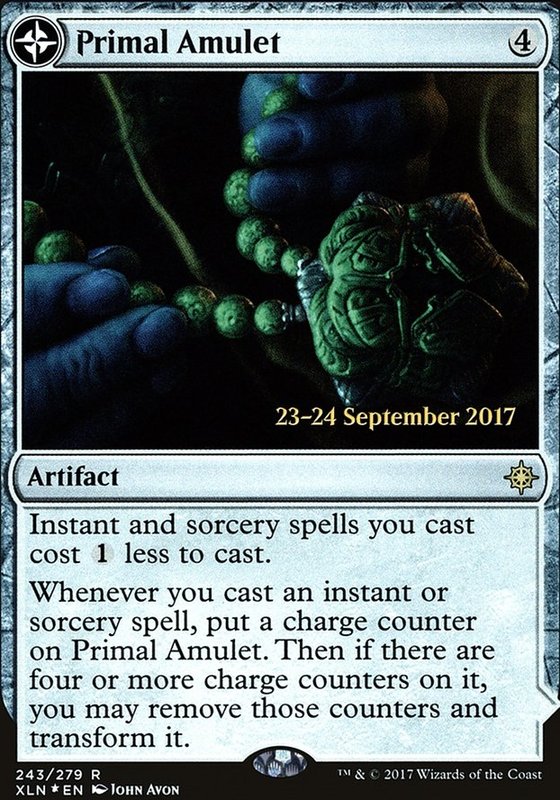 Primal Amulet 4
23–24 September 2017
Artifact
Instant and sorcery spells you cast
cost 1 less to cast.
Whenever you cast an instant or
sorcery spell, put a charge counter
on Primal Amulet. Then if there are
four or more charge counters on it,
you may remove those counters and
transform it.
243/279 R
™ & © 2017 Wizards of the Coast
XLN ★ EN John Avon